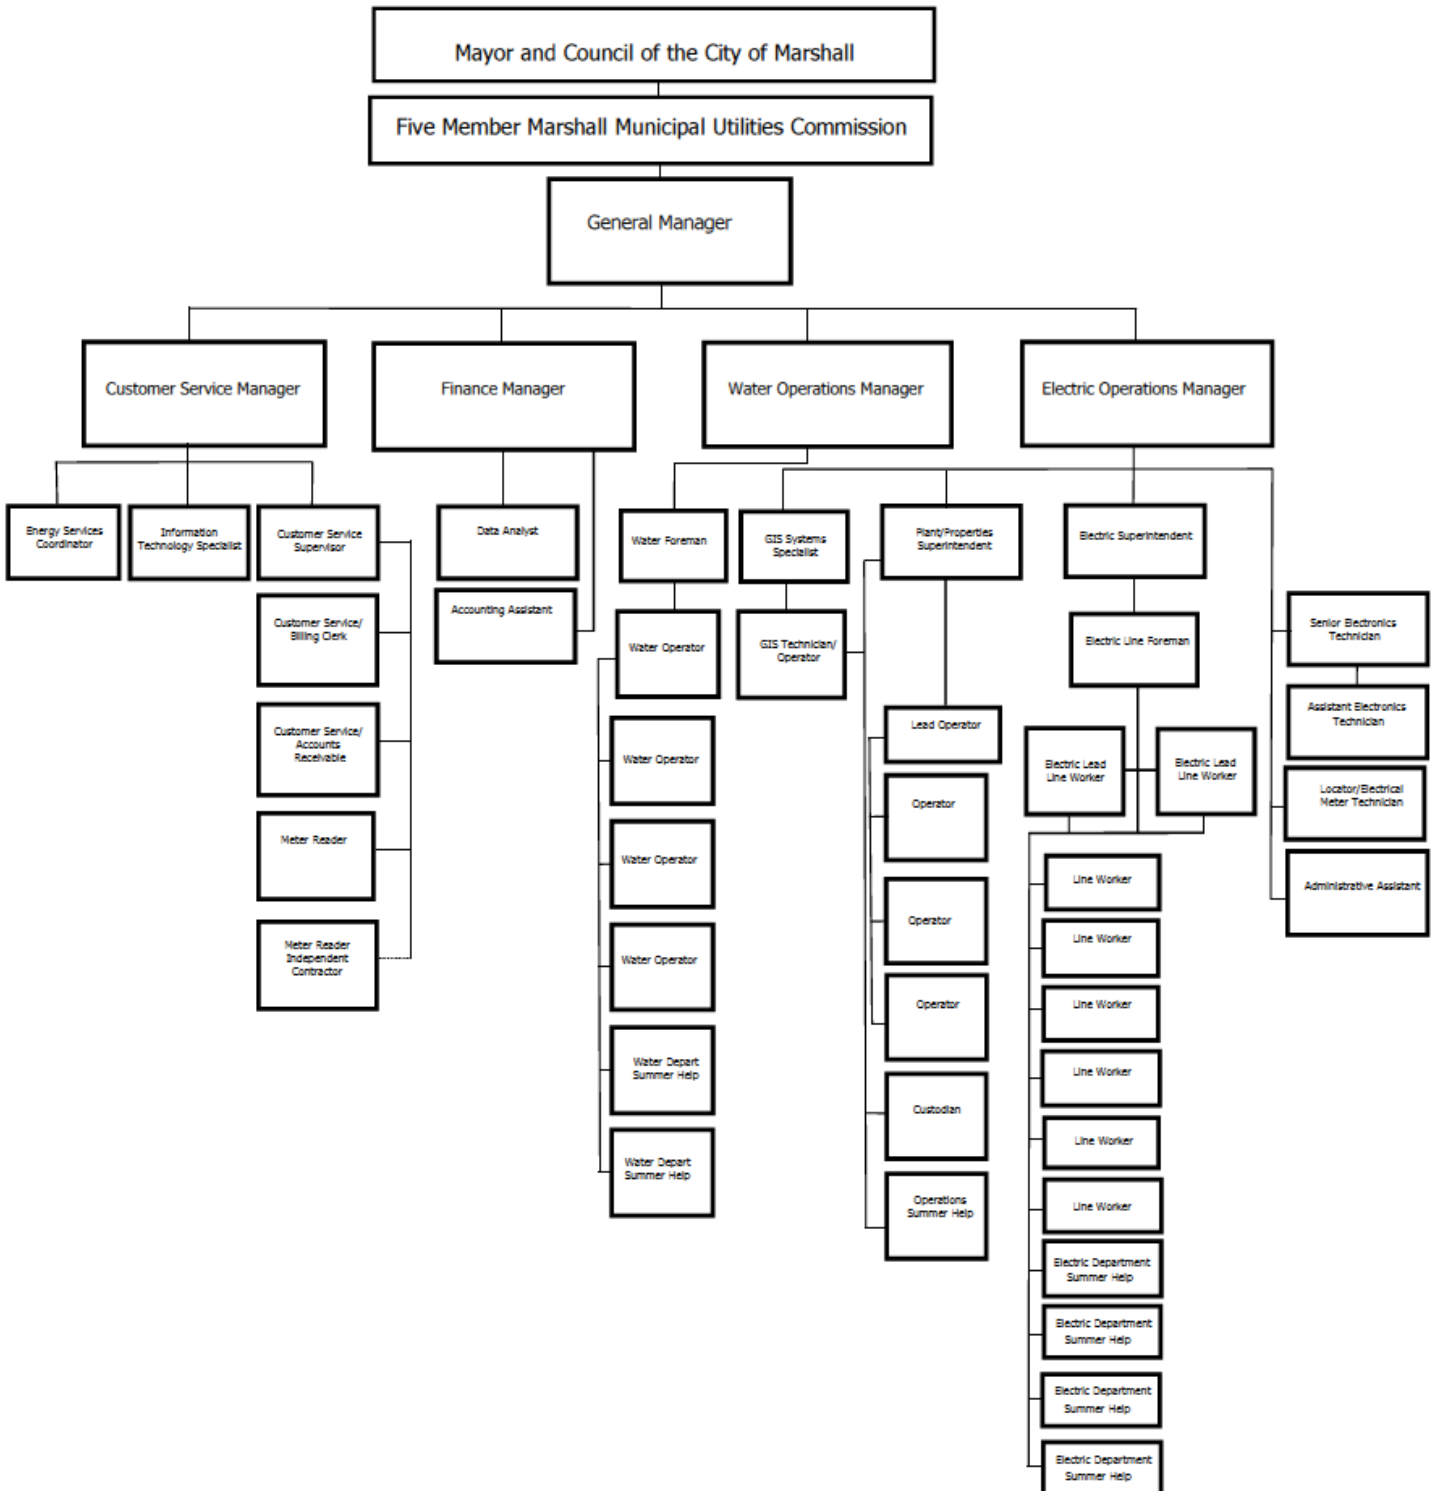 Mayor and Council of the City of Marshall
Five Member Marshall Municipal Utilities Commission
General Manager
Customer Service Manager
Finance Manager
Water Operations Manager
Electric Operations Manager
Energy Services
Coordinator
Information
Technology Specialist
Customer Service
Supervisor
Customer Service/
Billing Clerk
Customer Service/
Accounts
Receivable
Meter Reader
Meter Reader
Independent
Contractor
Data Analyst
Accounting Assistant
Water Foreman
Water Operator
Water Operator
Water Operator
Water Operator
Water Depart
Summer Help
Water Depart
Summer Help
GIS Systems
Specialist
GIS Technician/
Operator
Plant/Properties
Superintendent
Lead Operator
Operator
Operator
Operator
Custodian
Operations
Summer Help
Electric Superintendent
Electric Line Foreman
Electric Lead
Line Worker
Electric Lead
Line Worker
Line Worker
Line Worker
Line Worker
Line Worker
Line Worker
Line Worker
Electric Department
Summer Help
Electric Department
Summer Help
Electric Department
Summer Help
Electric Department
Summer Help
Senior Electronics
Technician
Assistant Electronics
Technician
Locator/Electrical
Meter Technician
Administrative Assistant